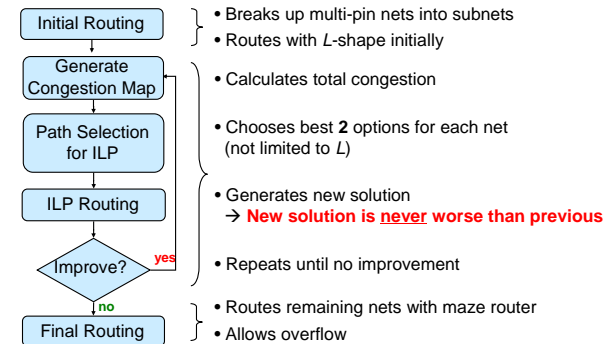 Initial Routing
• Breaks up multi-pin nets into subnets
• Routes with L-shape initially
Generate
Congestion Map
• Calculates total congestion
Path Selection
for ILP
• Chooses best 2 options for each net
(not limited to L)
ILP Routing
• Generates new solution
→ New solution is never worse than previous
Improve?
yes
• Repeats until no improvement
no
Final Routing
• Routes remaining nets with maze router
• Allows overflow